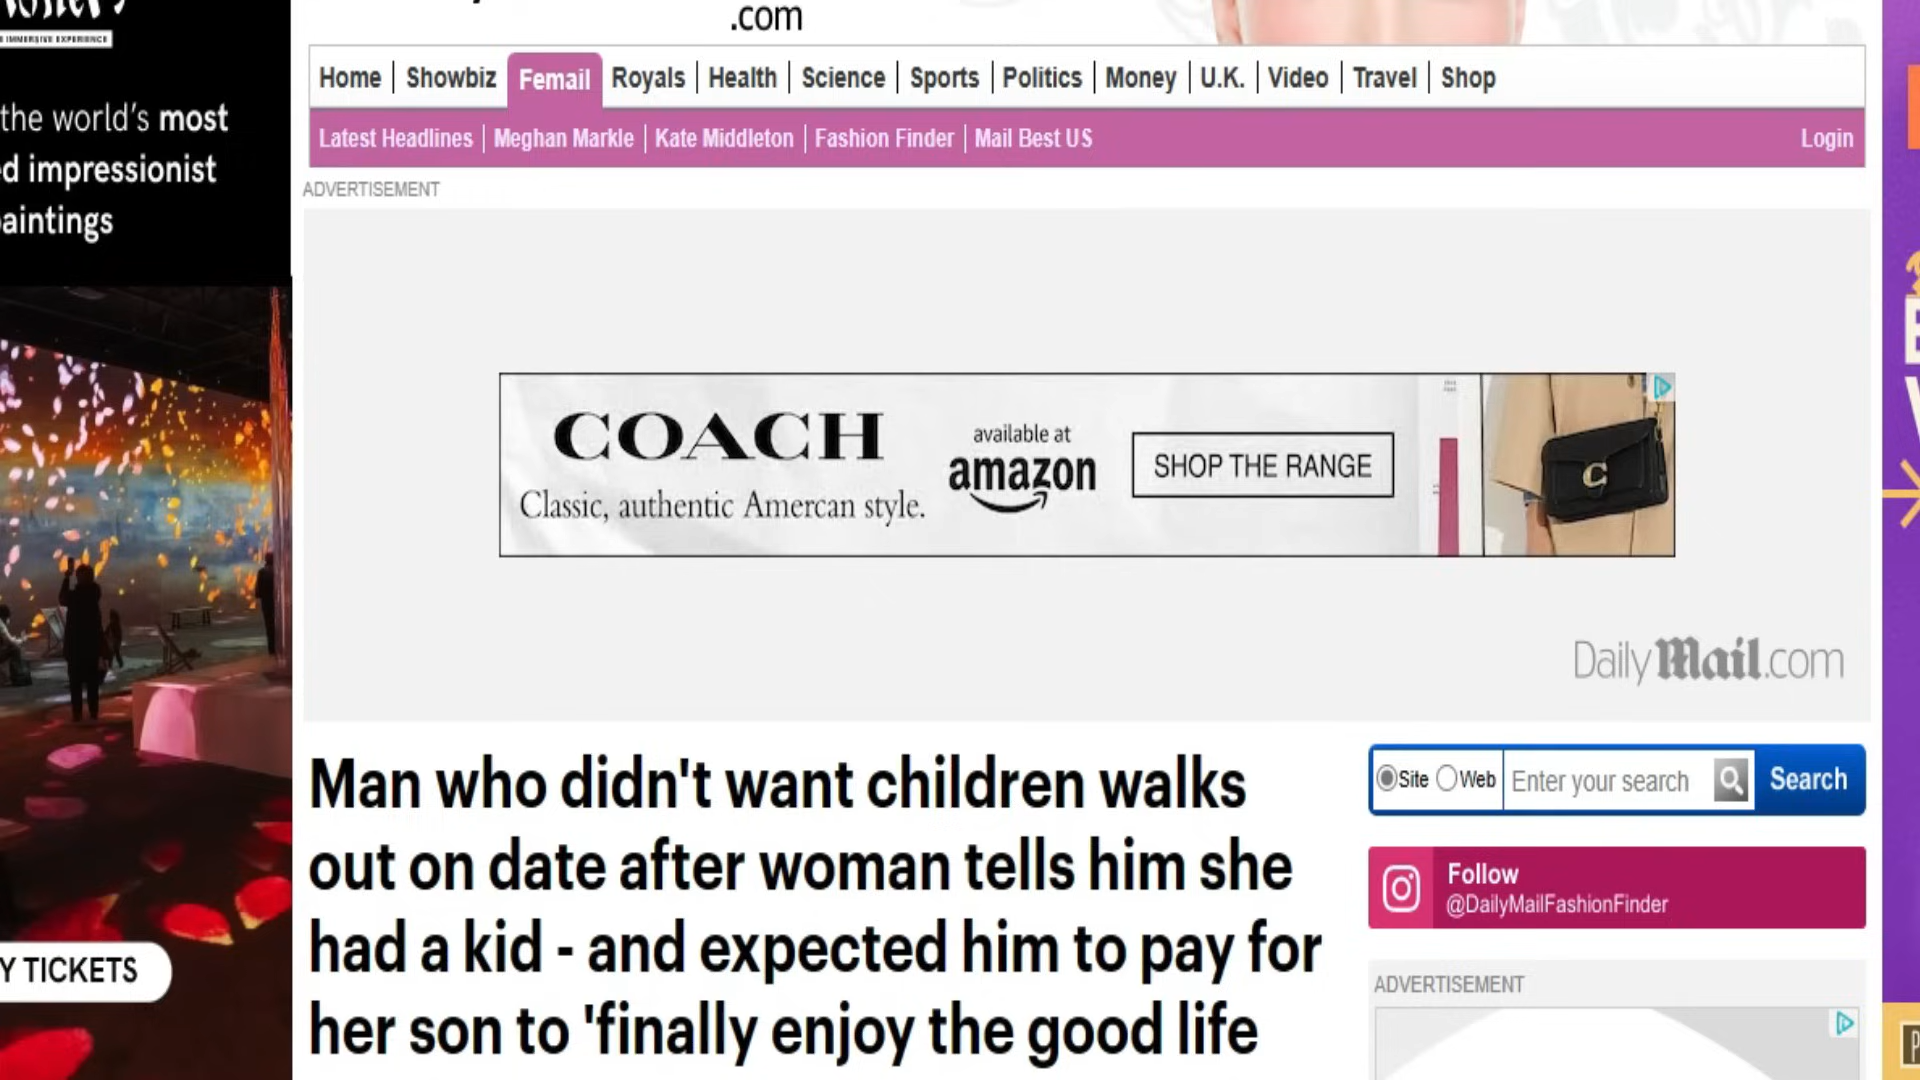 .com
IMMERSIVE EXPERIENCE
the world's most
impressionist
paintings
Home Showbiz Femail Royals Health Science Sports Politics Money U.K. Video Travel Shop
Latest Headlines Meghan Markle Kate Middleton Fashion Finder Mail Best US Login
ADVERTISEMENT
COACH
Classic, authentic Amercan style.
available at
amazon
SHOP THE RANGE
DailyMail.com
Man who didn't want children walks
out on date after woman tells him she
had a kid - and expected him to pay for
her son to 'finally enjoy the good life
Site Web Enter your search Search
Follow
@DailyMailFashionFinder
ADVERTISEMENT
Y TICKETS